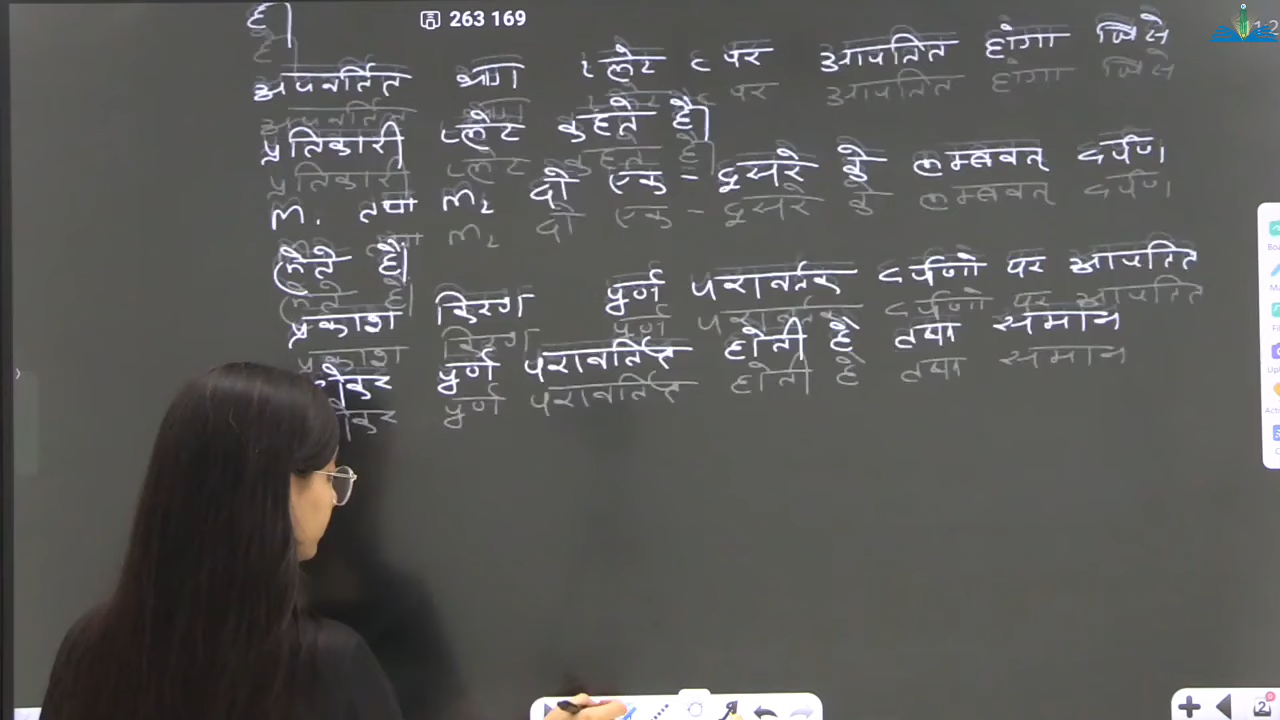 263 169
है।
अपवर्तित भाग प्लेट C पर आपतित होगा जिसे
प्रतिकारी प्लेट कहते है।
M₁ तथा M₂ दो एक-दुसरे के लम्बवत् दर्पण
लेते है।
प्रकाश किरण पुर्ण परावर्तक दर्पणो पर आपतित
होकर पुर्ण परावर्तित होती है तथा समान